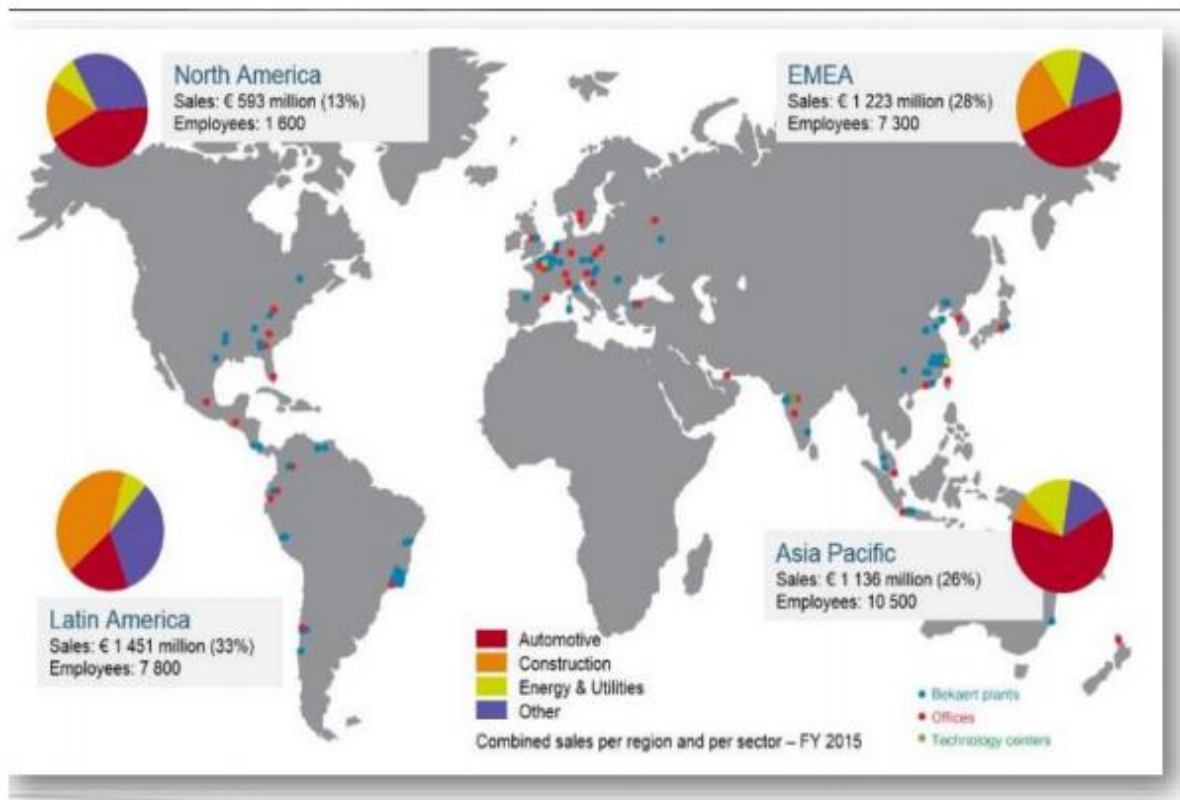 North America
Sales: € 593 million (13%)
Employees: 1 600
EMEA
Sales: € 1 223 million (28%)
Employees: 7 300
Latin America
Sales: € 1 451 million (33%)
Employees: 7 800
Asia Pacific
Sales: € 1 136 million (26%)
Employees: 10 500
Automotive
Construction
Energy & Utilities
Other
Combined sales per region and per sector – FY 2015
Bekaert plants
Offices
Technology centers